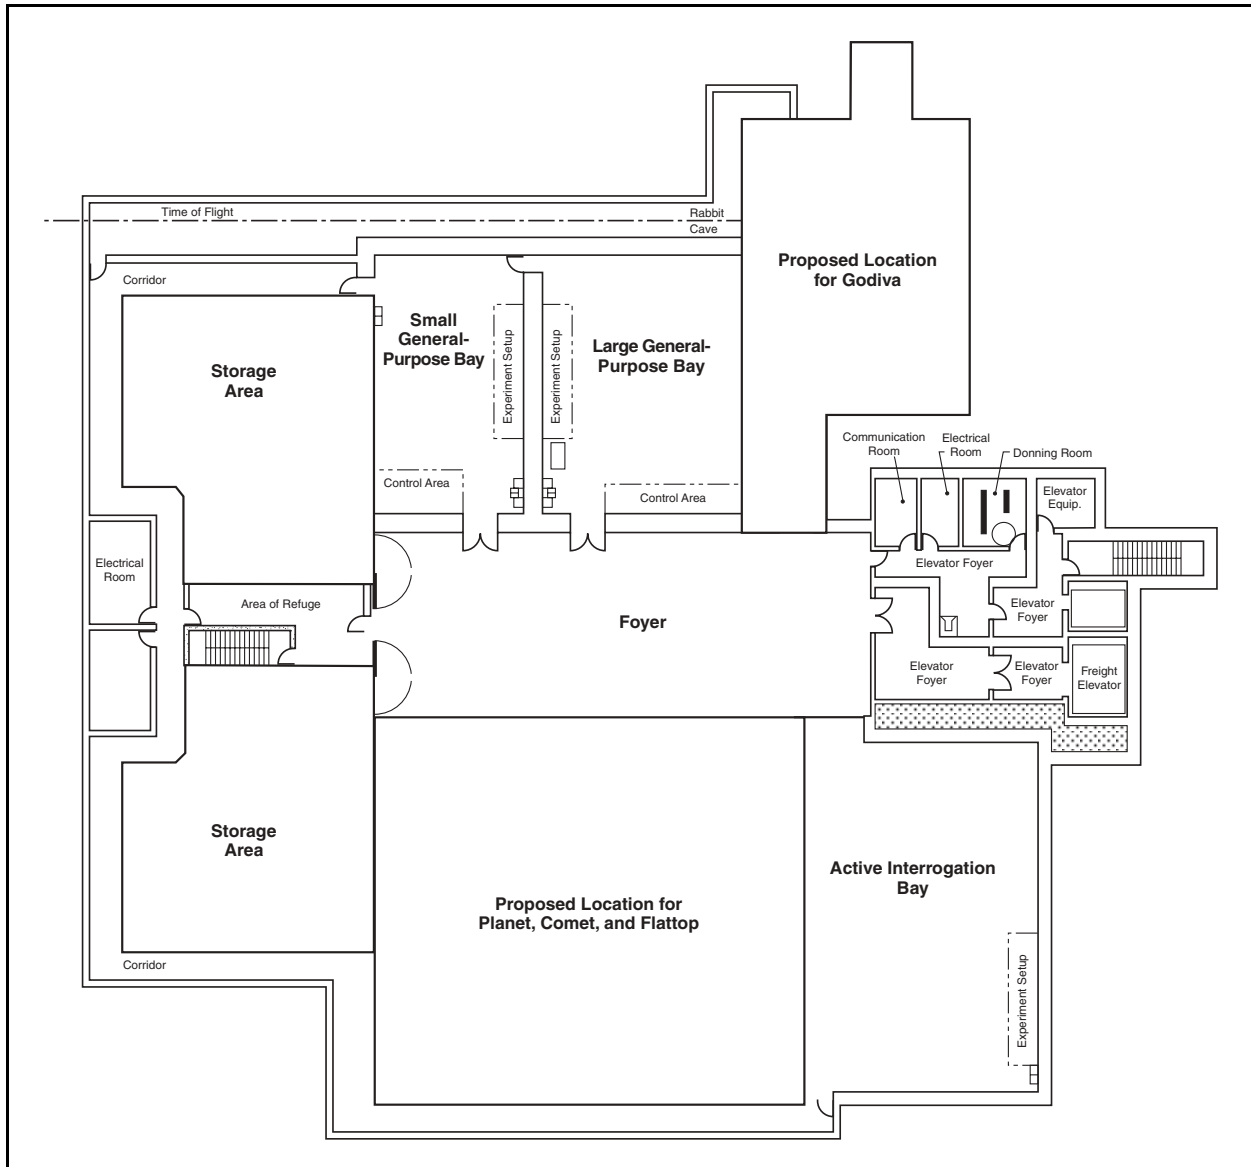 Time of Flight
Rabbit
Cave
Proposed Location
for Godiva
Corridor
Small
General-
Purpose Bay
Experiment Setup
Experiment Setup
Large General-
Purpose Bay
Storage
Area
Communication
Room
Electrical
Room
Donning Room
Control Area
Control Area
Elevator
Equip.
Electrical
Room
Elevator Foyer
Area of Refuge
Foyer
Elevator
Foyer
Elevator
Foyer
Elevator
Foyer
Freight
Elevator
Storage
Area
Active Interrogation
Bay
Proposed Location for
Planet, Comet, and Flattop
Corridor
Experiment Setup